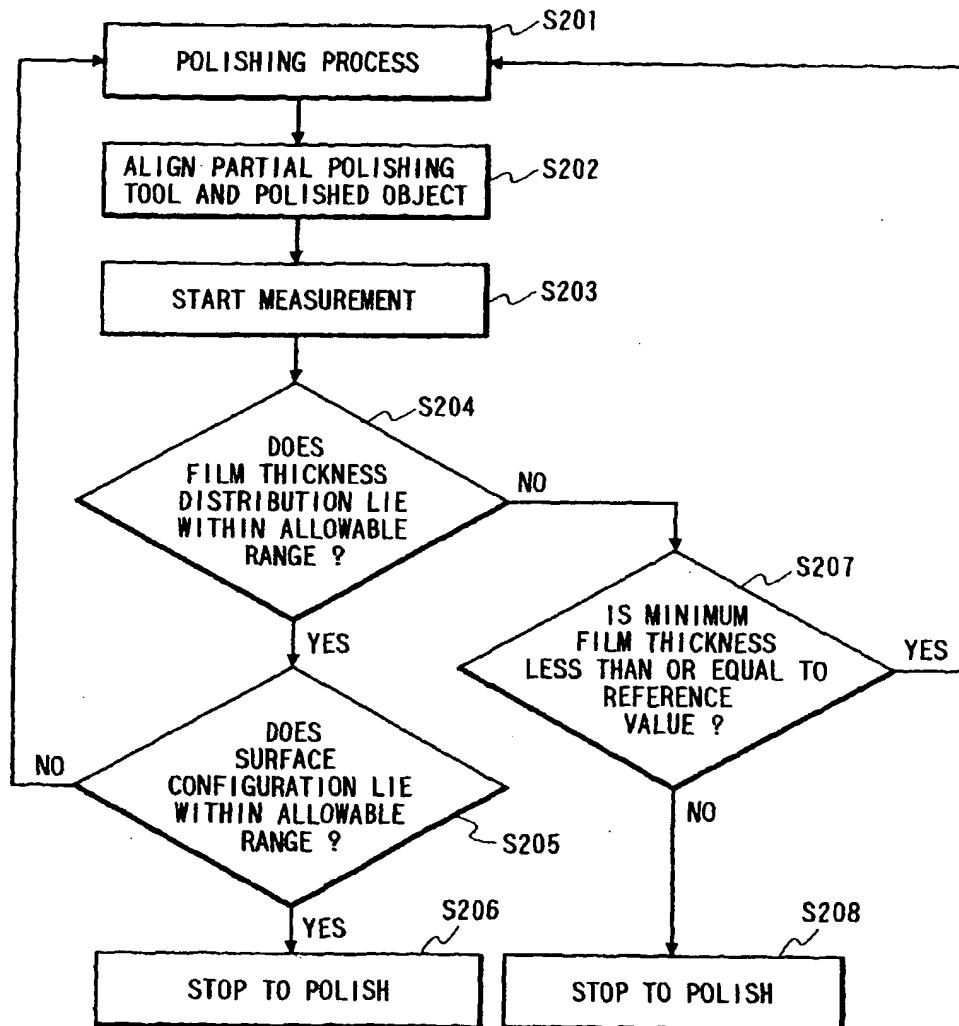 S201
POLISHING PROCESS
ALIGN PARTIAL POLISHING
TOOL AND POLISHED OBJECT
S202
START MEASUREMENT
S203
S204
DOES
FILM THICKNESS
DISTRIBUTION LIE
WITHIN ALLOWABLE
RANGE ?
NO
YES
S207
IS MINIMUM
FILM THICKNESS
LESS THAN OR EQUAL TO
REFERENCE
VALUE ?
YES
NO
DOES
SURFACE
CONFIGURATION LIE
WITHIN ALLOWABLE
RANGE ?
NO
S205
YES
S206
STOP TO POLISH
S208
STOP TO POLISH